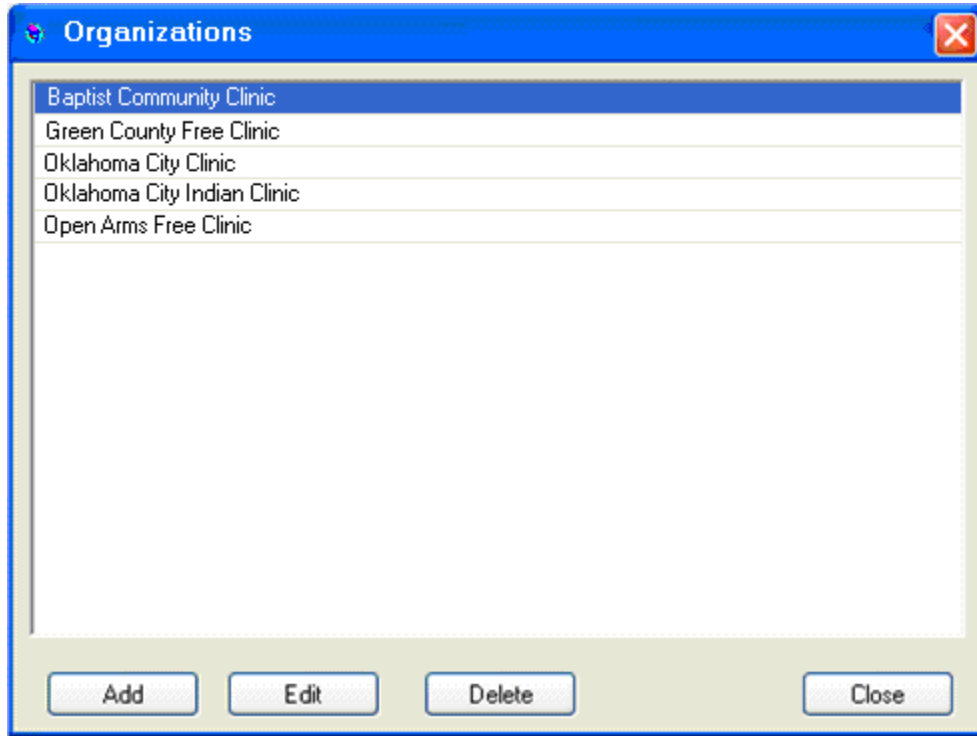 Organizations
Baptist Community Clinic
Green County Free Clinic
Oklahoma City Clinic
Oklahoma City Indian Clinic
Open Arms Free Clinic
Add Edit Delete Close